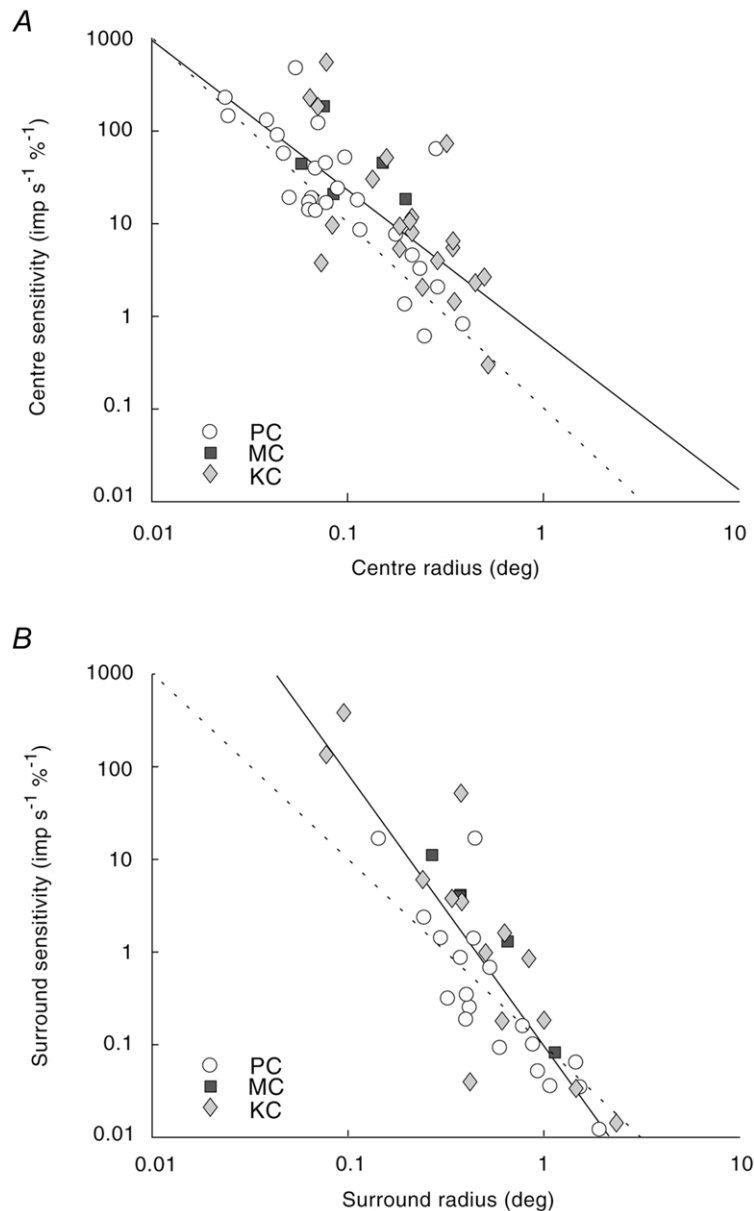 A
1000
100
10
1
0.1
0.01
Centre sensitivity (imp s⁻¹ %⁻¹)
PC
MC
KC
0.01 0.1 1 10
Centre radius (deg)
B
1000
100
10
1
0.1
0.01
Surround sensitivity (imp s⁻¹ %⁻¹)
PC
MC
KC
0.01 0.1 1 10
Surround radius (deg)